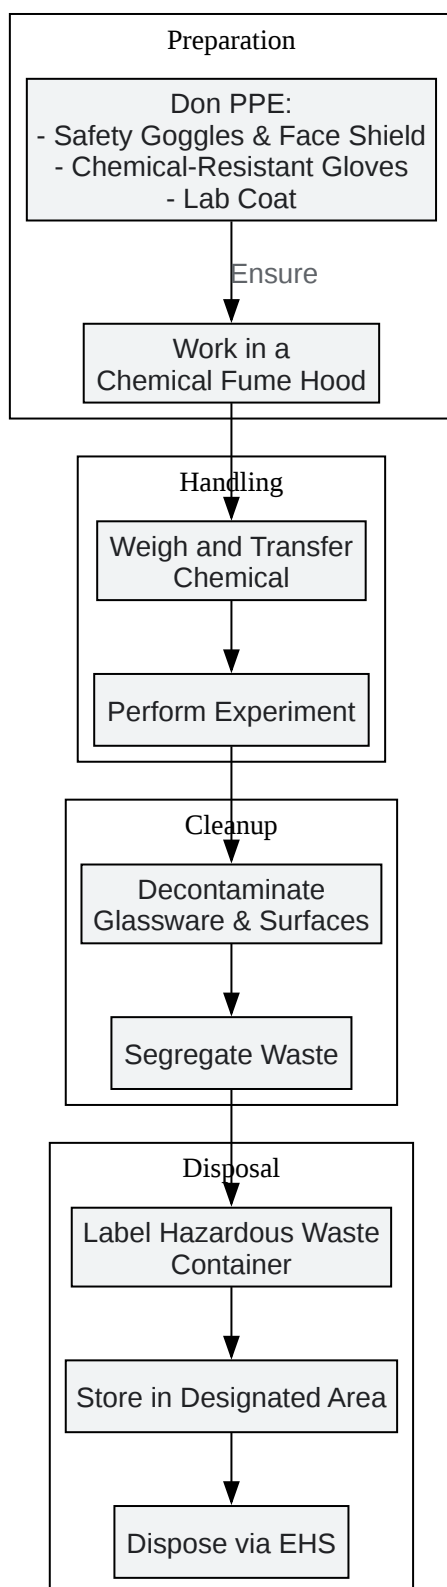 Preparation
Don PPE:
- Safety Goggles & Face Shield
- Chemical-Resistant Gloves
- Lab Coat
Ensure
Work in a
Chemical Fume Hood
Handling
Weigh and Transfer
Chemical
Perform Experiment
Cleanup
Decontaminate
Glassware & Surfaces
Segregate Waste
Disposal
Label Hazardous Waste
Container
Store in Designated Area
Dispose via EHS